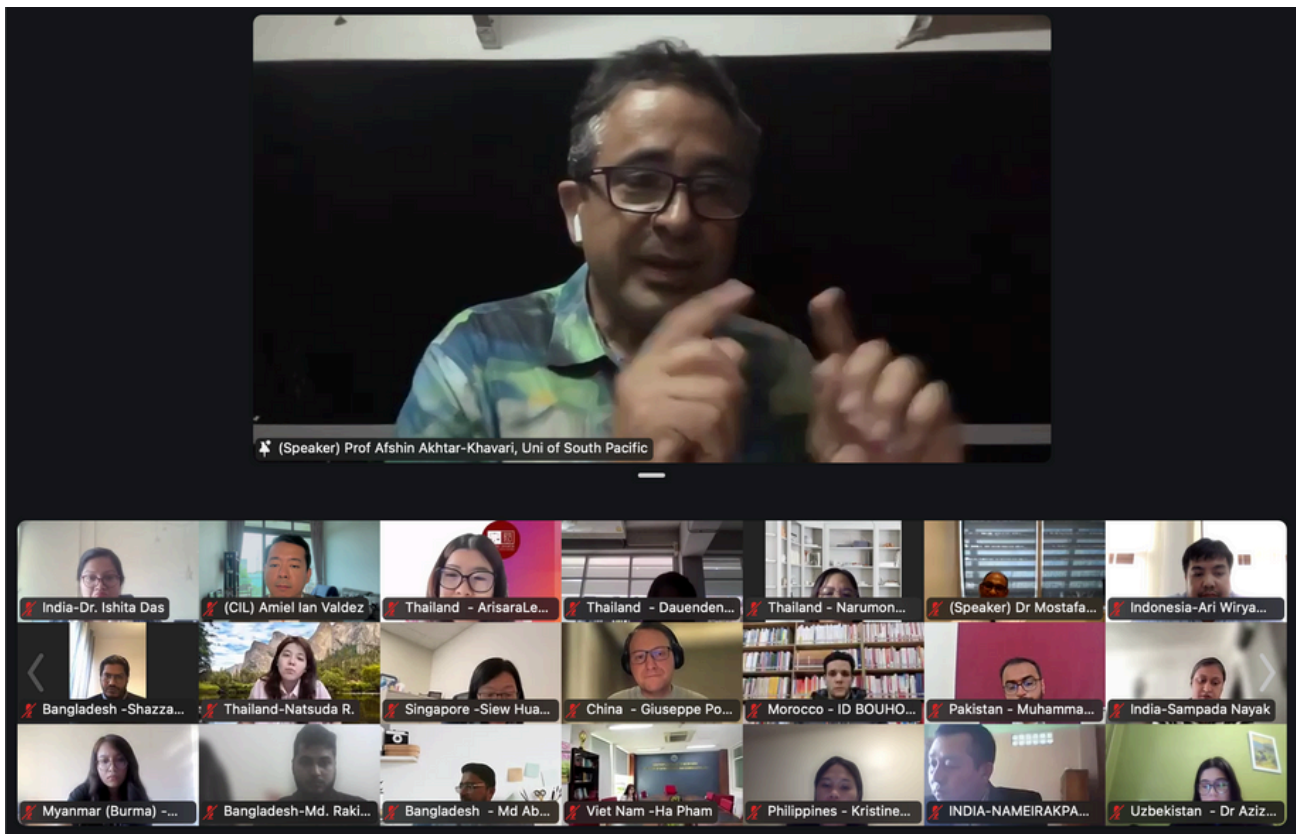 (Speaker) Prof Afshin Akhtar-Khavari, Uni of South Pacific
India-Dr. Ishita Das
(CIL) Amiel Ian Valdez
Thailand - ArisaraLe...
Thailand - Dauenden...
Thailand - Narumon...
(Speaker) Dr Mostafa...
Indonesia-Ari Wirya...
Bangladesh -Shazza...
Thailand-Natsuda R.
Singapore -Siew Hua...
China - Giuseppe Po...
Morocco - ID BOUHO...
Pakistan - Muhamma...
India-Sampada Nayak
Myanmar (Burma) -...
Bangladesh-Md. Raki...
Bangladesh - Md Ab...
Viet Nam -Ha Pham
Philippines - Kristine...
INDIA-NAMEIRAKPA...
Uzbekistan - Dr Aziz...